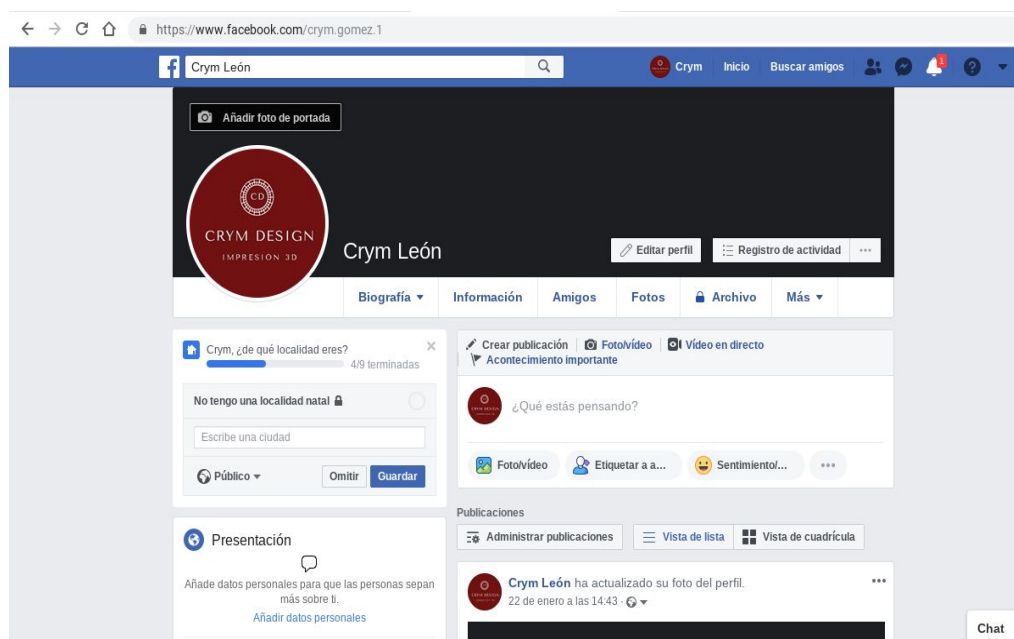 https://www.facebook.com/crym.gomez.1
f Crym León
Crym Inicio Buscar amigos 1
Añadir foto de portada
CD
CRYM DESIGN
IMPRESION 3D
Crym León
Editar perfil
Registro de actividad
Biografía Información Amigos Fotos Archivo Más
Crym, ¿de qué localidad eres?
4/9 terminadas
No tengo una localidad natal
Escribe una ciudad
Público Omitir Guardar
Presentación
Añade datos personales para que las personas sepan
más sobre ti.
Añadir datos personales
Crear publicación Foto/vídeo Vídeo en directo
Acontecimiento importante
¿Qué estás pensando?
Foto/vídeo Etiquetar a a... Sentimiento/...
Publicaciones
Administrar publicaciones Vista de lista Vista de cuadrícula
Crym León ha actualizado su foto del perfil.
22 de enero a las 14:43
Chat